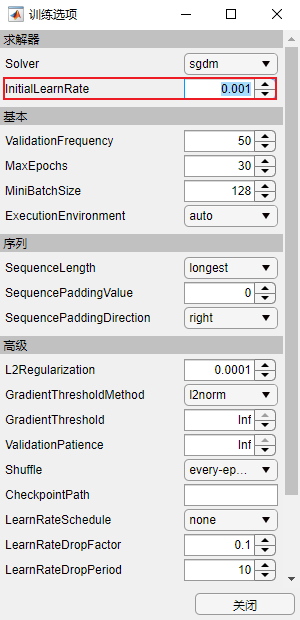 训练选项
求解器
Solver sgdm
InitialLearnRate 0.001
基本
ValidationFrequency 50
MaxEpochs 30
MiniBatchSize 128
ExecutionEnvironment auto
序列
SequenceLength longest
SequencePaddingValue 0
SequencePaddingDirection right
高级
L2Regularization 0.0001
GradientThresholdMethod l2norm
GradientThreshold Inf
ValidationPatience Inf
Shuffle every-ep...
CheckpointPath
LearnRateSchedule none
LearnRateDropFactor 0.1
LearnRateDropPeriod 10
关闭